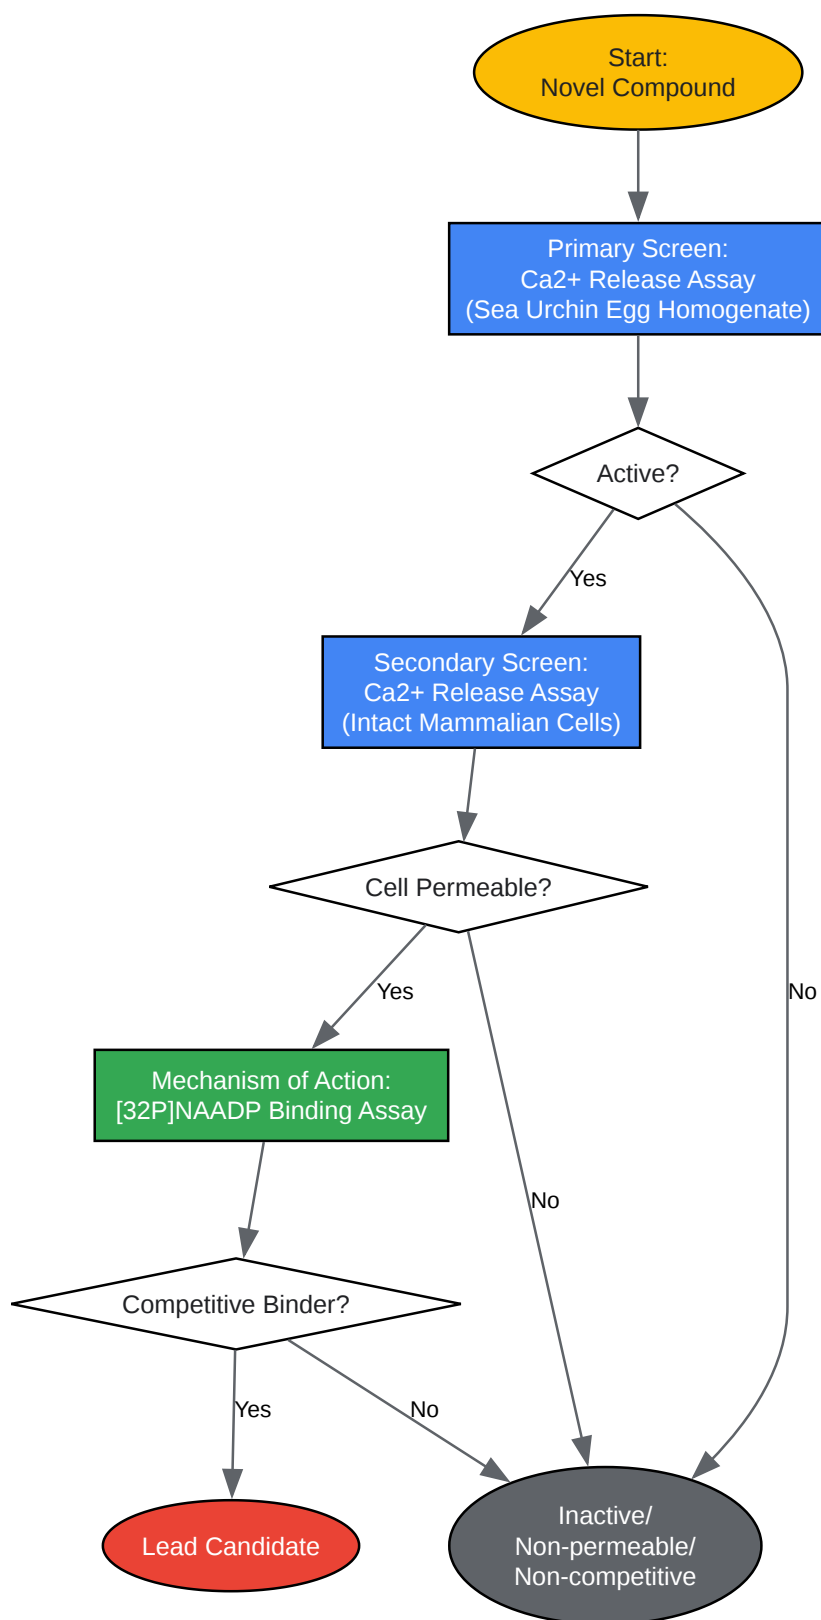 Start:
Novel Compound
Primary Screen:
Ca2+ Release Assay
(Sea Urchin Egg Homogenate)
Active?
Yes
Secondary Screen:
Ca2+ Release Assay
(Intact Mammalian Cells)
Cell Permeable?
Yes
No
Mechanism of Action:
[32P]NAADP Binding Assay
No
Competitive Binder?
Yes
No
Lead Candidate
Inactive/
Non-permeable/
Non-competitive